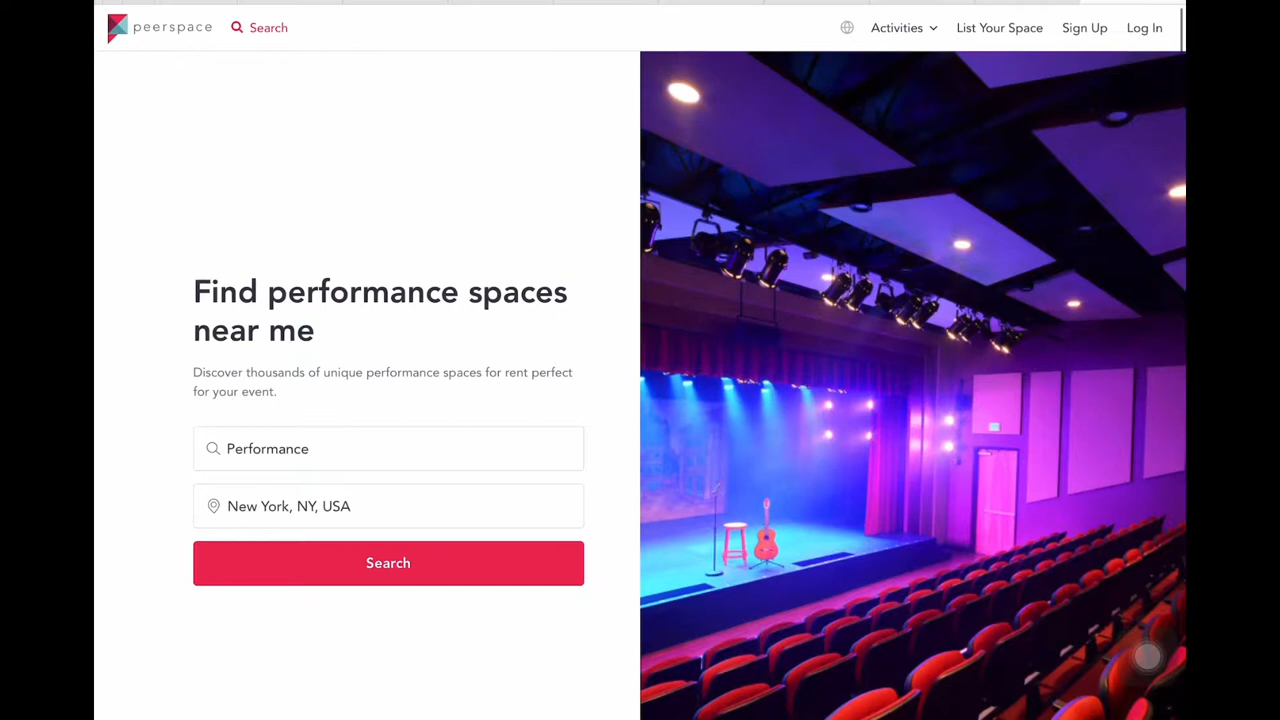 peerspace
Search
Activities
List Your Space
Sign Up
Log In
Find performance spaces
near me
Discover thousands of unique performance spaces for rent perfect
for your event.
Performance
New York, NY, USA
Search